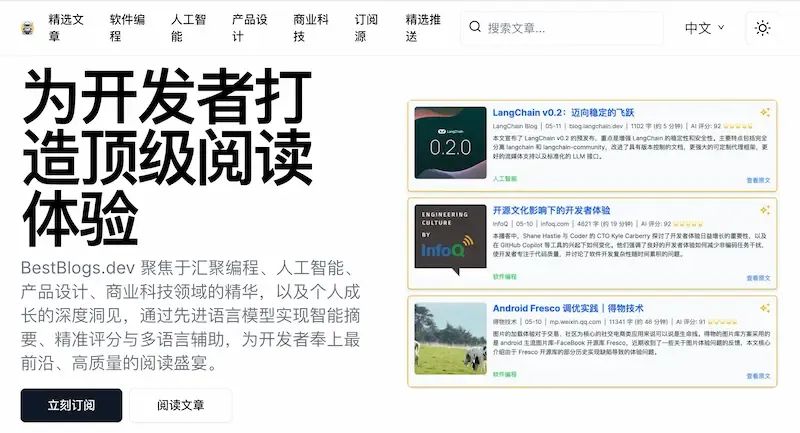 精选文章
软件编程
人工智能
产品设计
商业科技
订阅源
精选推送
搜索文章...
中文
为开发者打
造顶级阅读
体验
BestBlogs.dev 聚焦于汇聚编程、人工智能、
产品设计、商业科技领域的精华，以及个人成
长的深度洞见，通过先进语言模型实现智能摘
要、精准评分与多语言辅助，为开发者奉上最
前沿、高质量的阅读盛宴。
立刻订阅
阅读文章
LangChain
0.2.0
LangChain v0.2：迈向稳定的飞跃
LangChain Blog | 05-11 | blog.langchain.dev | 1102 字 (约 5 分钟) | AI 评分: 92
本文宣布了 LangChain v0.2 的预发布，重点是增强 LangChain 的稳定性和安全性，主要特点包括完全
分离 langchain 和 langchain-community，改进了具有版本控制的文档，更强大的可定制代理框架，更
好的流媒体支持以及标准化的 LLM 接口。
人工智能
查看原文
ENGINEERING
CULTURE
BY
InfoQ
开源文化影响下的开发者体验
InfoQ | 05-10 | infoq.com | 4621 字 (约 19 分钟) | AI 评分: 92
本播客中，Shane Hastie 与 Coder 的 CTO Kyle Carberry 探讨了开发者体验日益增长的重要性，以及
在 GitHub Copilot 等工具的兴起下如何变化。他们强调了良好的开发者体验如何减少非编码任务干扰，
使开发者专注于代码质量，并讨论了软件开发复杂性随时间累积的问题。
软件编程
查看原文
Android Fresco 调优实践｜得物技术
得物技术 | 05-10 | mp.weixin.qq.com | 11341 字 (约 46 分钟) | AI 评分: 91
图片的加载体验对于交易、社区为核心的社交电商类应用来说可以说是生命线，得物的图片库方案采用的
是 android 主流图片库-FaceBook 开源库 Fresco，近期收到了一些关于图片体验问题的反馈，本文核心
介绍由于 Fresco 开源库的部分历史实现缺陷导致的体验问题。
软件编程
查看原文